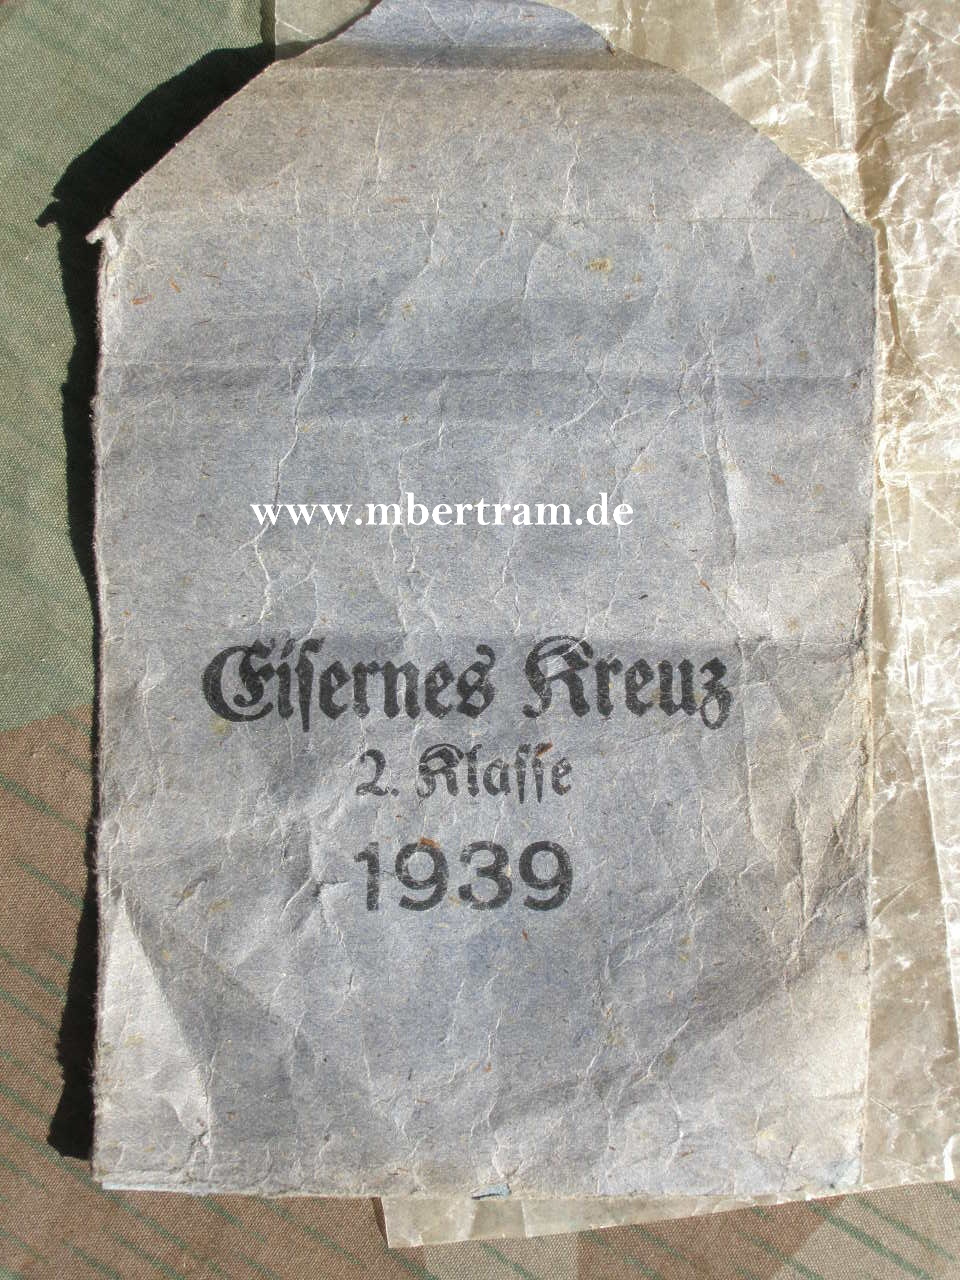 www.mbertram.de
Eiſernes Kreuz
2. Klaſſe
1939